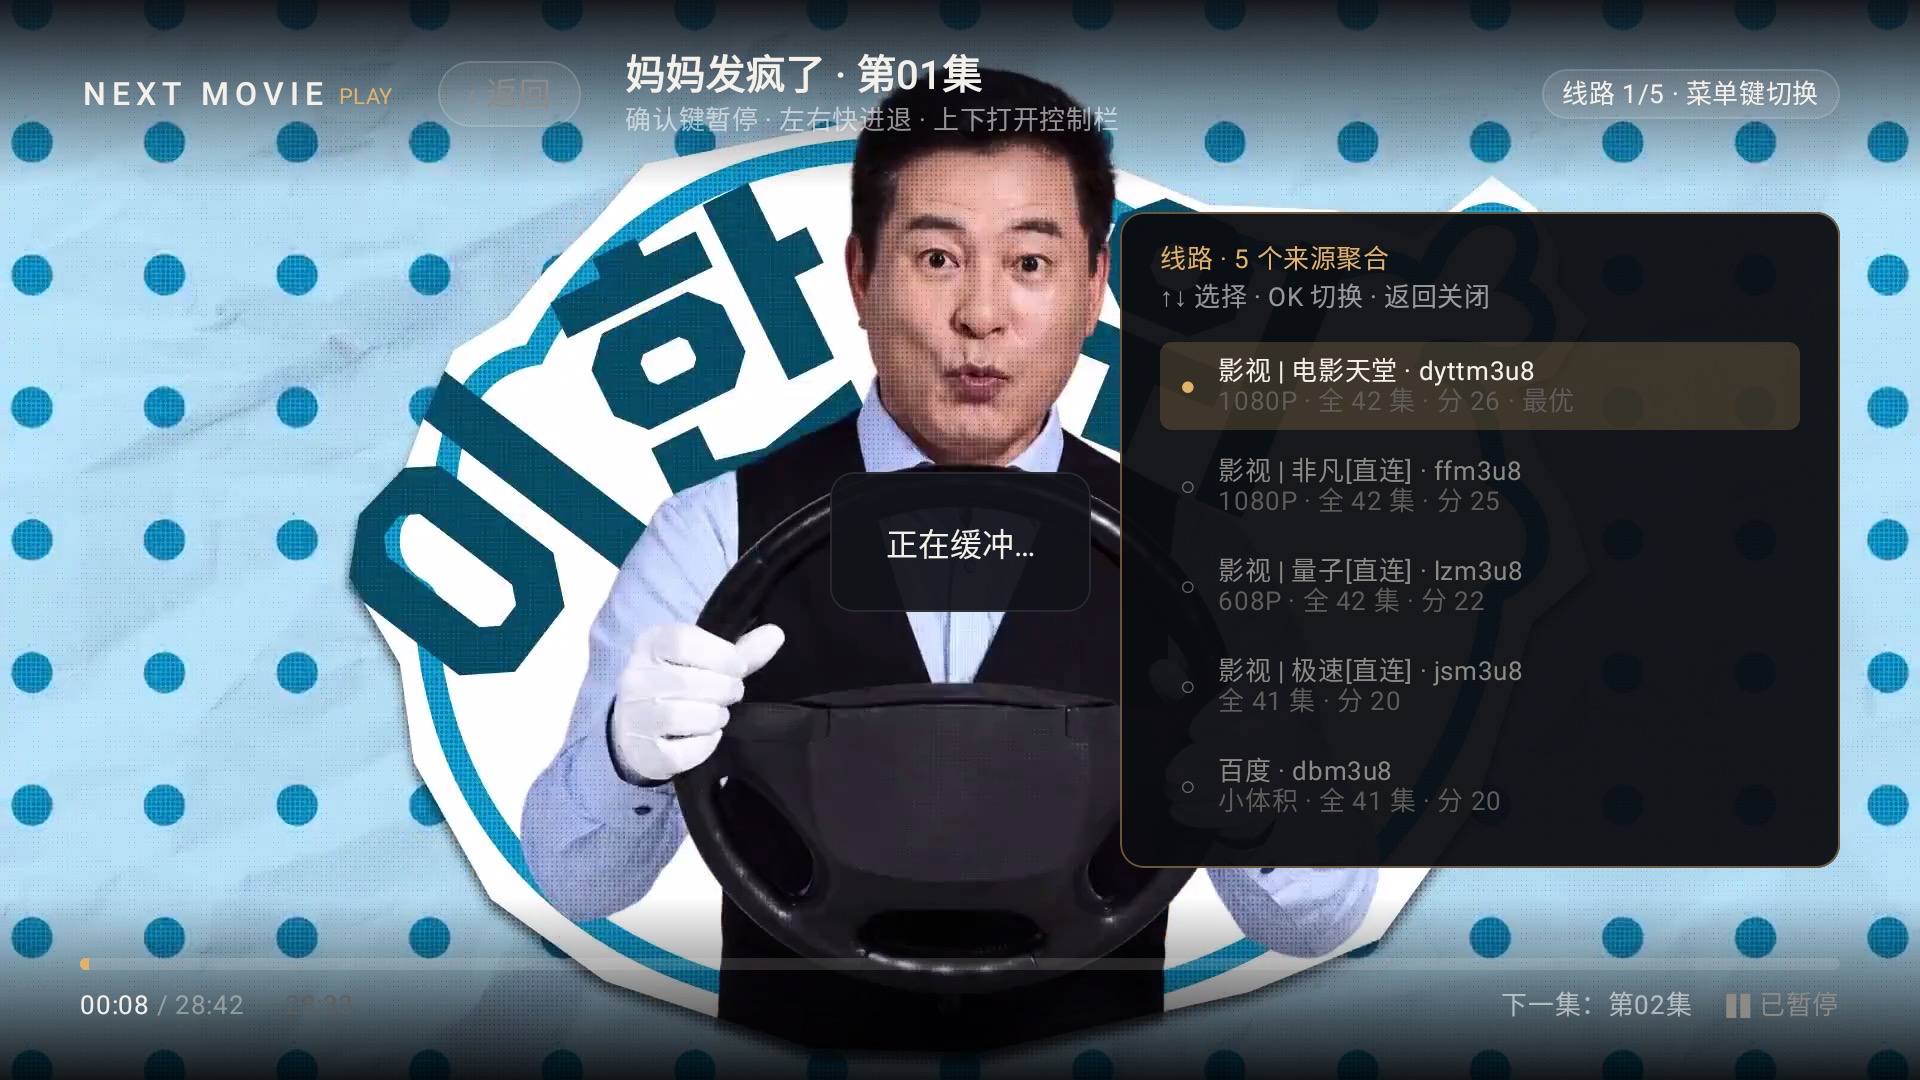 NEXT MOVIE PLAY
‹ 返回
妈妈发疯了 · 第01集
确认键暂停 · 左右快进退 · 上下打开控制栏
线路 1/5 · 菜单键切换
이한
线路 · 5 个来源聚合
↑↓ 选择 · OK 切换 · 返回关闭
影视 | 电影天堂 · dyttm3u8
1080P · 全 42 集 · 分 26 · 最优
影视 | 非凡[直连] · ffm3u8
1080P · 全 42 集 · 分 25
影视 | 量子[直连] · lzm3u8
608P · 全 42 集 · 分 22
影视 | 极速[直连] · jsm3u8
全 41 集 · 分 20
百度 · dbm3u8
小体积 · 全 41 集 · 分 20
正在缓冲...
00:08 / 28:42
下一集：第02集
已暂停